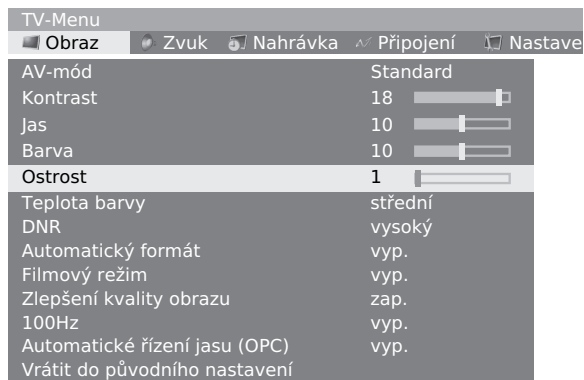 TV-Menu
Obraz Zvuk Nahrávka Připojení Nastave
AV-mód Standard
Kontrast 18
Jas 10
Barva 10
Ostrost 1
Teplota barvy střední
DNR vysoký
Automatický formát vyp.
Filmový režim vyp.
Zlepšení kvality obrazu zap.
100Hz vyp.
Automatické řízení jasu (OPC) vyp.
Vrátit do původního nastavení